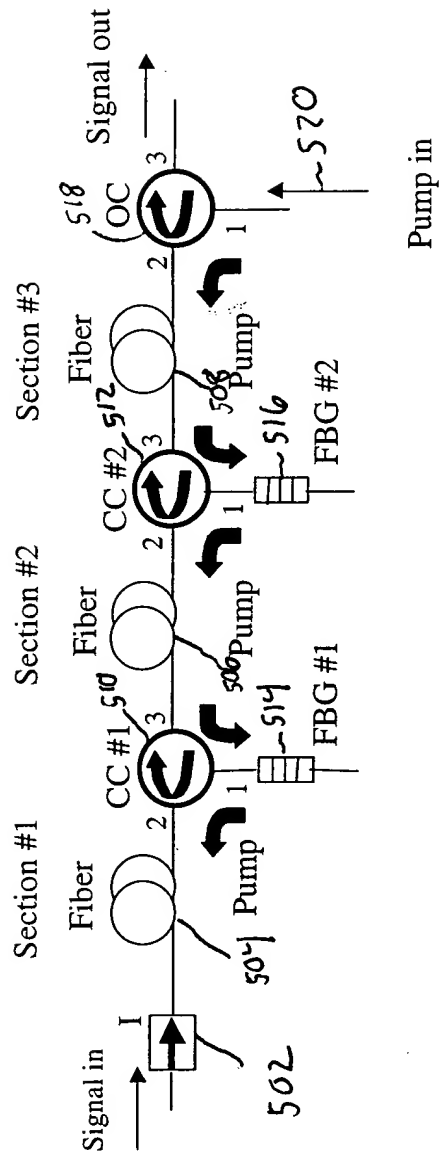 Section #1
Section #2
Section #3
Signal in
I
Fiber
CC #1
510
Fiber
CC #2
512
Fiber
518
OC
Signal out
2
3
2
3
2
3
1
1
1
502
504
Pump
514
FBG #1
506
Pump
516
FBG #2
508
Pump
520
Pump in